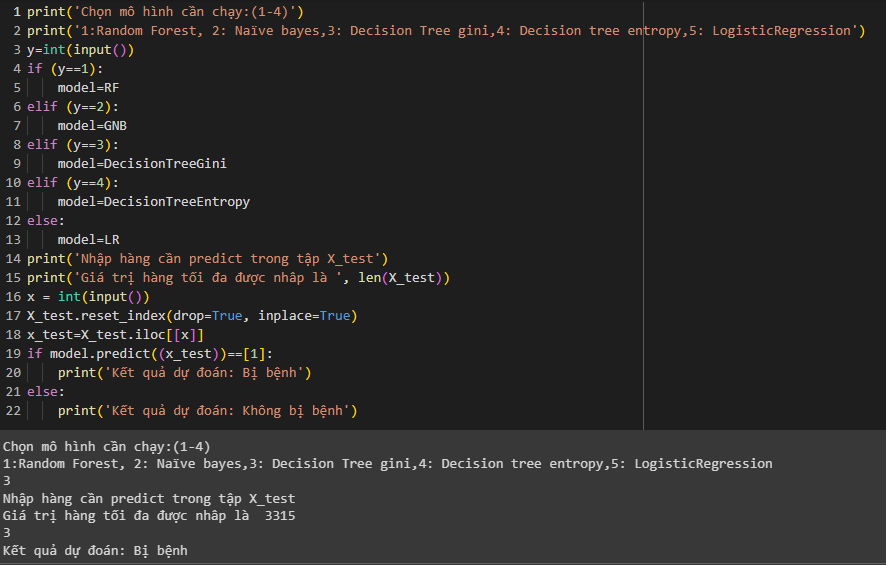 1 print('Chọn mô hình cần chạy:(1-4)')
2 print('1:Random Forest, 2: Naïve bayes,3: Decision Tree gini,4: Decision tree entropy,5: LogisticRegression')
3 y=int(input())
4 if (y==1):
5     model=RF
6 elif (y==2):
7     model=GNB
8 elif (y==3):
9     model=DecisionTreeGini
10 elif (y==4):
11     model=DecisionTreeEntropy
12 else:
13     model=LR
14 print('Nhập hàng cần predict trong tập X_test')
15 print('Giá trị hàng tối đa được nhâp là ', len(X_test))
16 x = int(input())
17 X_test.reset_index(drop=True, inplace=True)
18 x_test=X_test.iloc[[x]]
19 if model.predict((x_test))==[1]:
20     print('Kết quả dự đoán: Bị bệnh')
21 else:
22     print('Kết quả dự đoán: Không bị bệnh')
Chọn mô hình cần chạy:(1-4)
1:Random Forest, 2: Naïve bayes,3: Decision Tree gini,4: Decision tree entropy,5: LogisticRegression
3
Nhập hàng cần predict trong tập X_test
Giá trị hàng tối đa được nhâp là  3315
3
Kết quả dự đoán: Bị bệnh